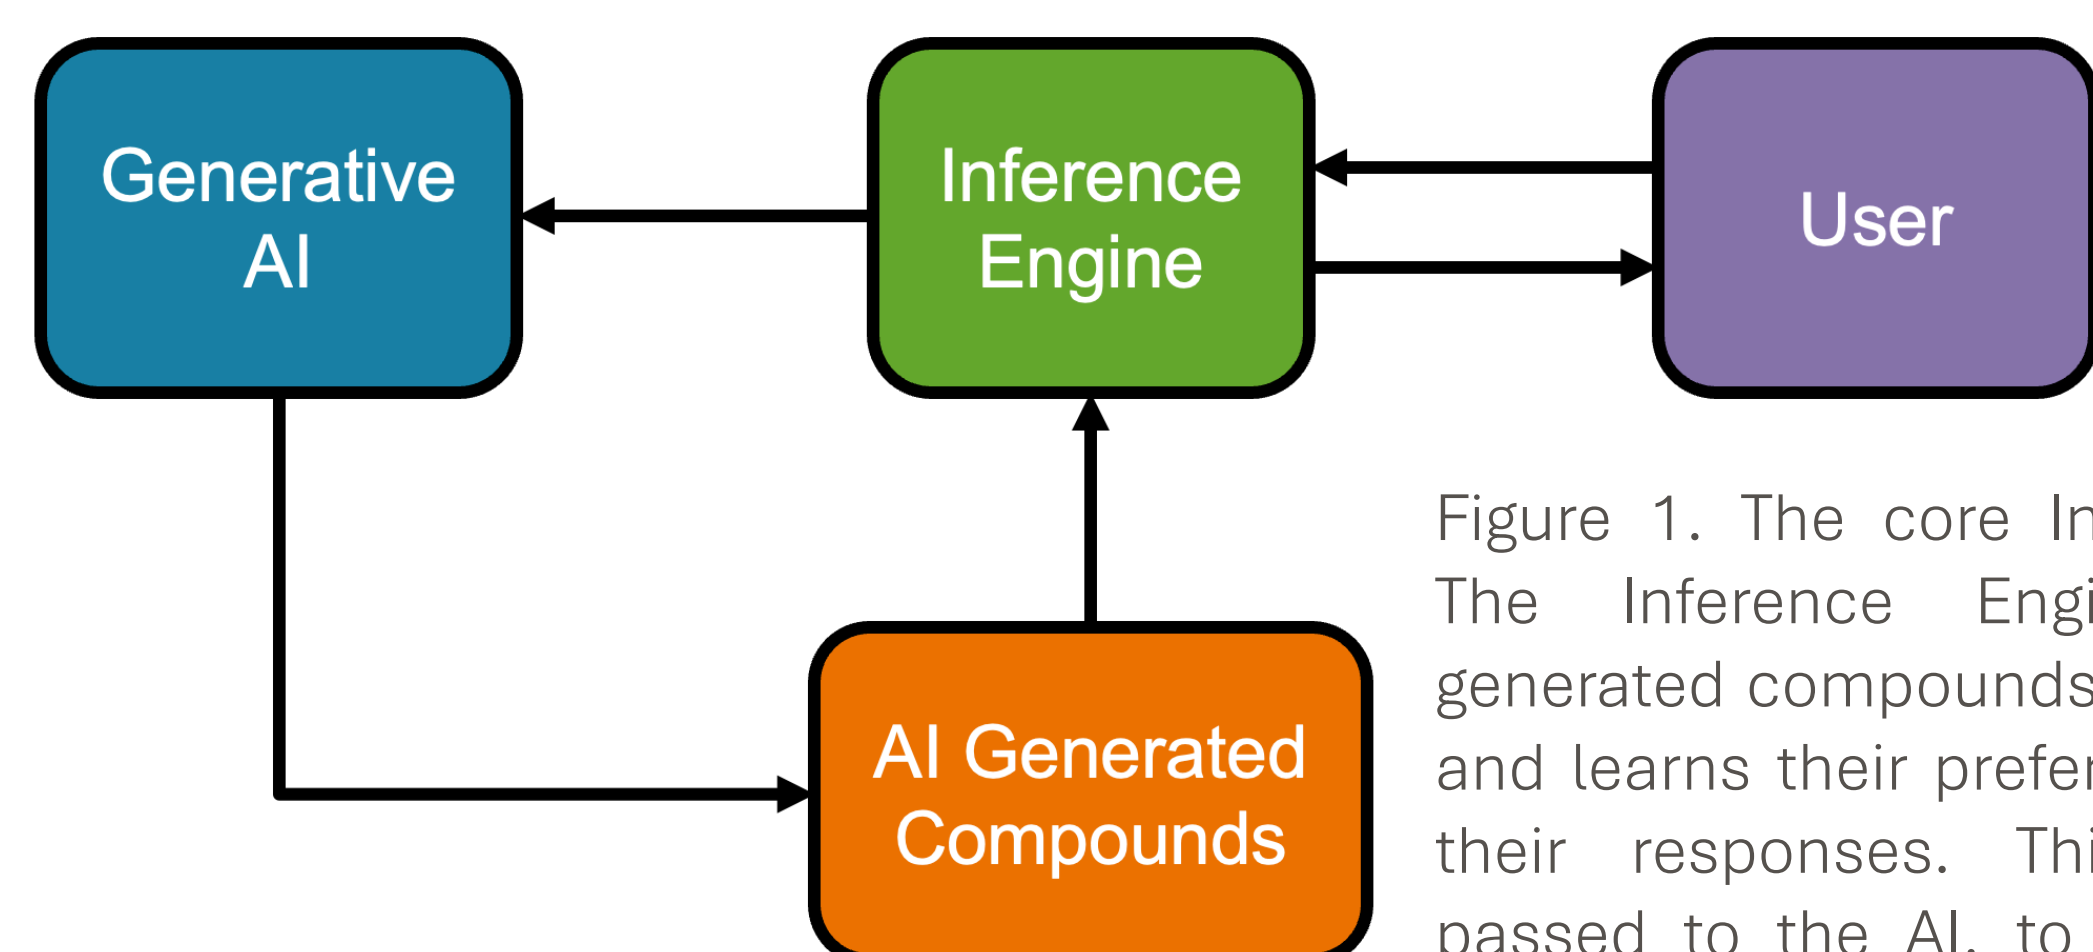 Generative
AI
Inference
Engine
User
AI Generated
Compounds
Figure 1. The core
The Inference
generated compounds
and learns their
their responses.
passed to the AI, to